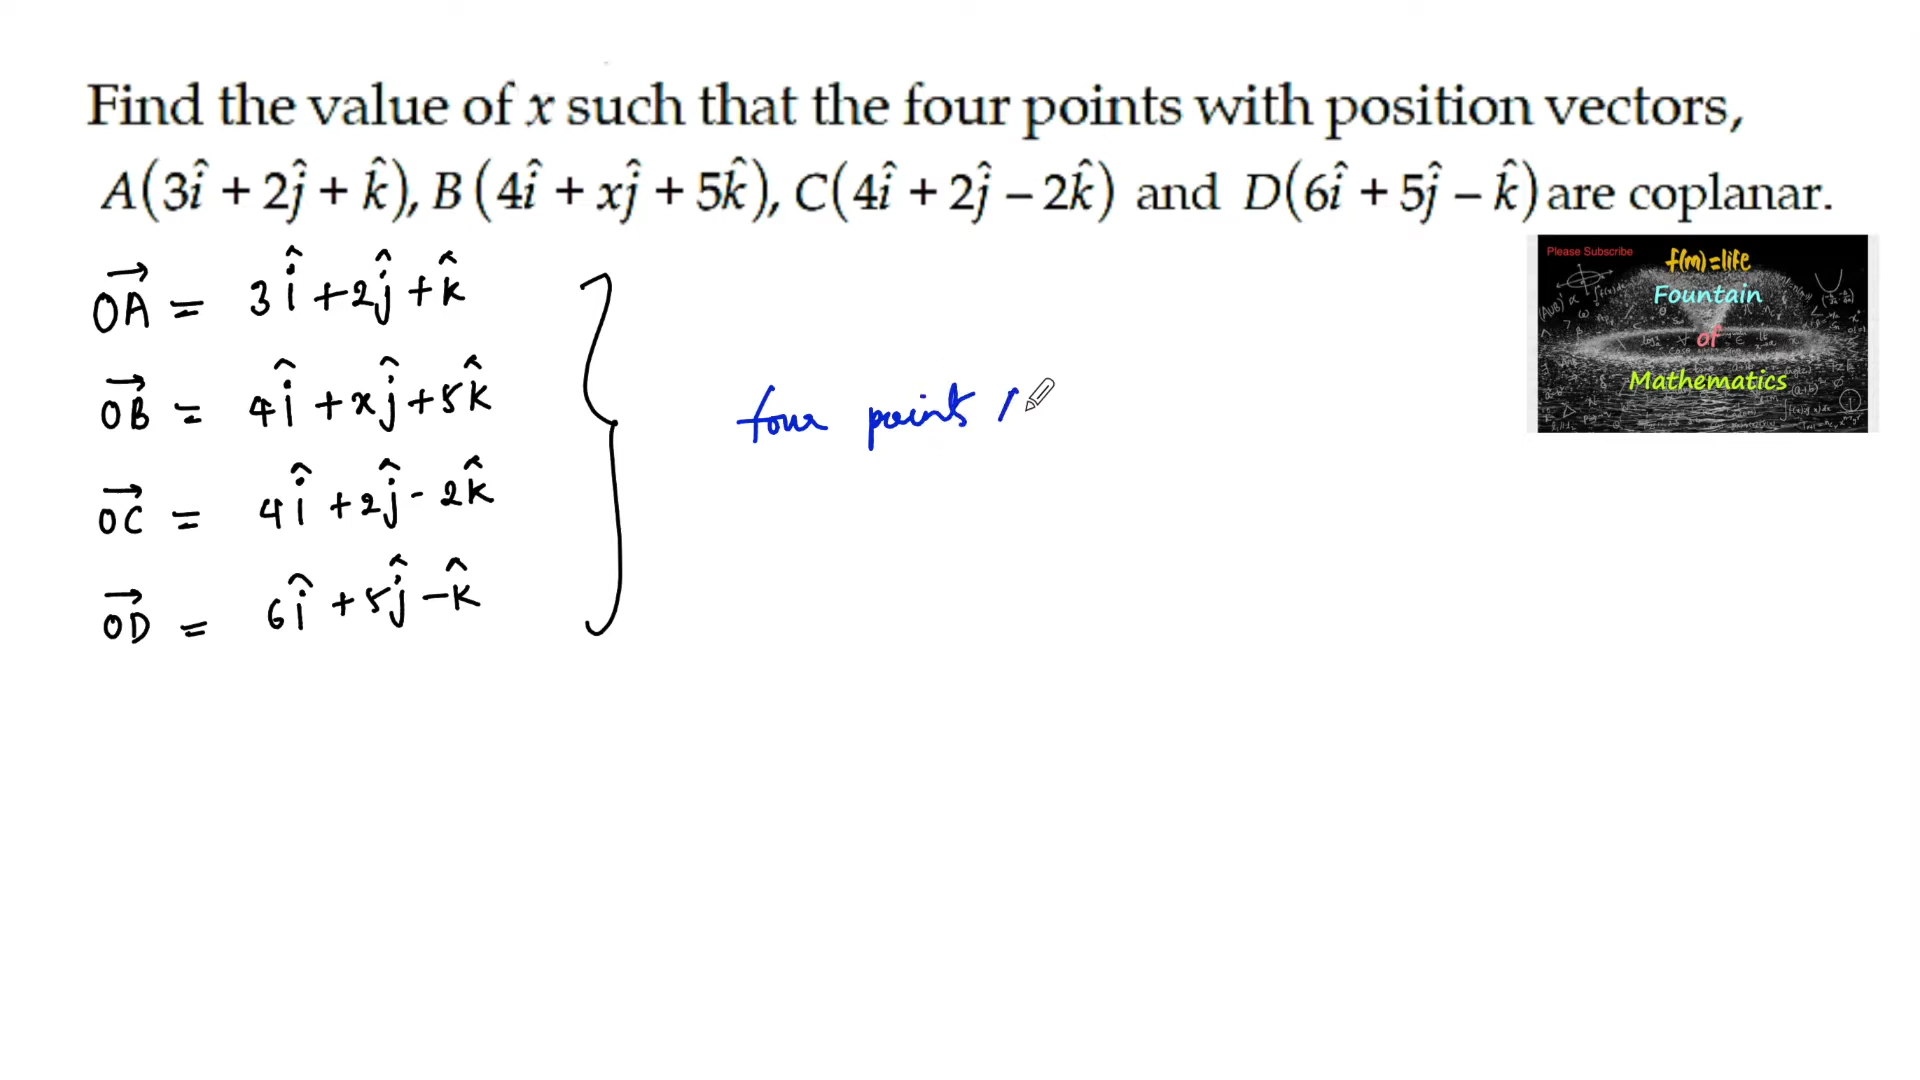 Find the value of x such that the four points with position vectors,
A(3î + 2ĵ + k̂), B(4î + xĵ + 5k̂), C(4î + 2ĵ – 2k̂) and D(6î + 5ĵ – k̂) are coplanar.
Please Subscribe
f(m)=life
Fountain
of
Mathematics
OA⃗ = 3î + 2ĵ + k̂
OB⃗ = 4î + xĵ + 5k̂
OC⃗ = 4î + 2ĵ - 2k̂
OD⃗ = 6î + 5ĵ - k̂
four points